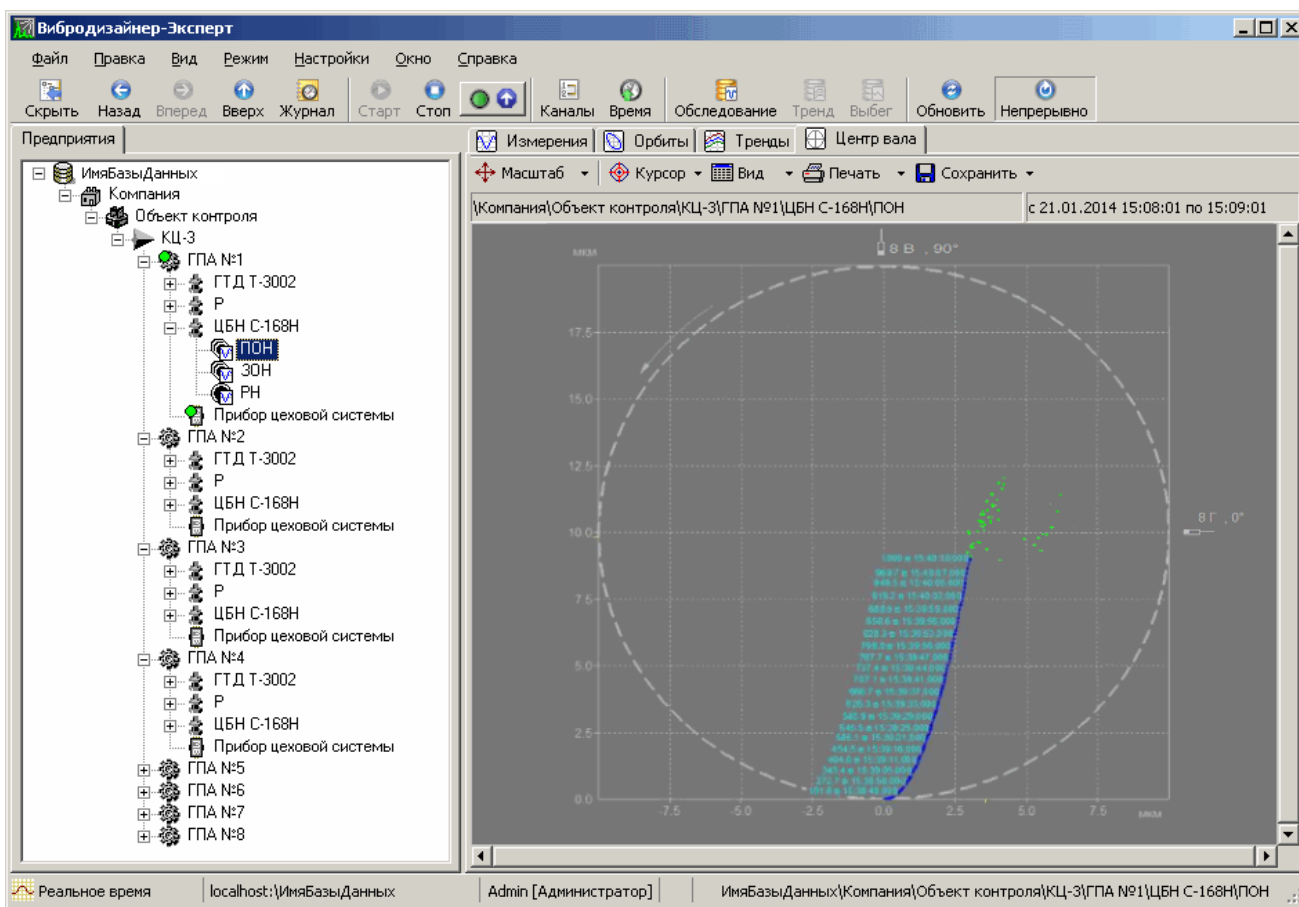 Вибродизайнер-Эксперт
Файл Правка Вид Режим Настройки Окно Справка
Скрыть Назад Вперед Вверх Журнал Старт Стоп Каналы Время Обследование Тренд Выбег Обновить Непрерывно
Предприятия
Измерения Орбиты Тренды Центр вала
Масштаб Курсор Вид Печать Сохранить
\Компания\Объект контроля\КЦ-3\ГПА №1\ЦБН С-168Н\ПОН
с 21.01.2014 15:08:01 по 15:09:01
ИмяБазыДанных
Компания
Объект контроля
КЦ-3
ГПА №1
ГТД Т-3002
Р
ЦБН С-168Н
ПОН
ЗОН
РН
Прибор цеховой системы
ГПА №2
ГТД Т-3002
Р
ЦБН С-168Н
Прибор цеховой системы
ГПА №3
ГТД Т-3002
Р
ЦБН С-168Н
Прибор цеховой системы
ГПА №4
ГТД Т-3002
Р
ЦБН С-168Н
Прибор цеховой системы
ГПА №5
ГПА №6
ГПА №7
ГПА №8
мкм
8 В , 90°
17.5
15.0
12.5
10.0
7.5
5.0
2.5
0.0
8 Г , 0°
-7.5 -5.0 -2.5 0.0 2.5 5.0 7.5 мкм
Реальное время
localhost:\ИмяБазыДанных
Admin [Администратор]
ИмяБазыДанных\Компания\Объект контроля\КЦ-3\ГПА №1\ЦБН С-168Н\ПОН